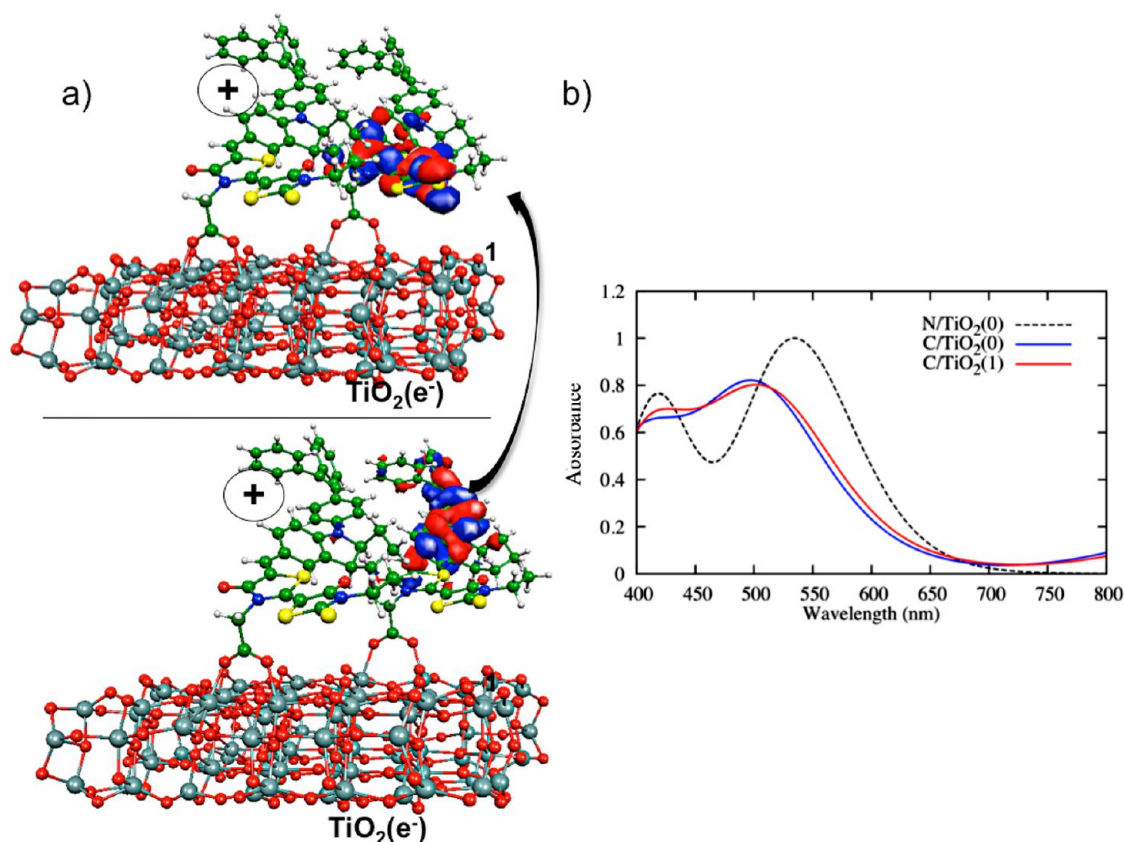 a)
+
1
TiO2(e-)
+
1
TiO2(e-)
b)
1.2
1
0.8
0.6
0.4
0.2
0
Absorbance
N/TiO2(0)
C/TiO2(0)
C/TiO2(1)
400 450 500 550 600 650 700 750 800
Wavelength (nm)